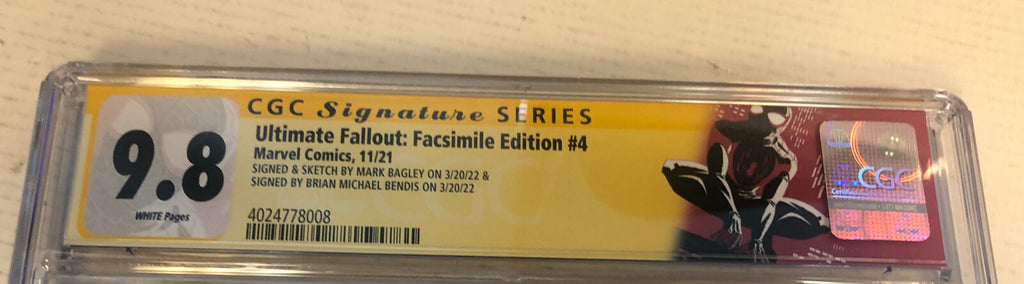 CGC Signature SERIES
Ultimate Fallout: Facsimile Edition #4
Marvel Comics, 11/21
SIGNED & SKETCH BY MARK BAGLEY ON 3/20/22 &
SIGNED BY BRIAN MICHAEL BENDIS ON 3/20/22
9.8
WHITE Pages
4024778008
CGC